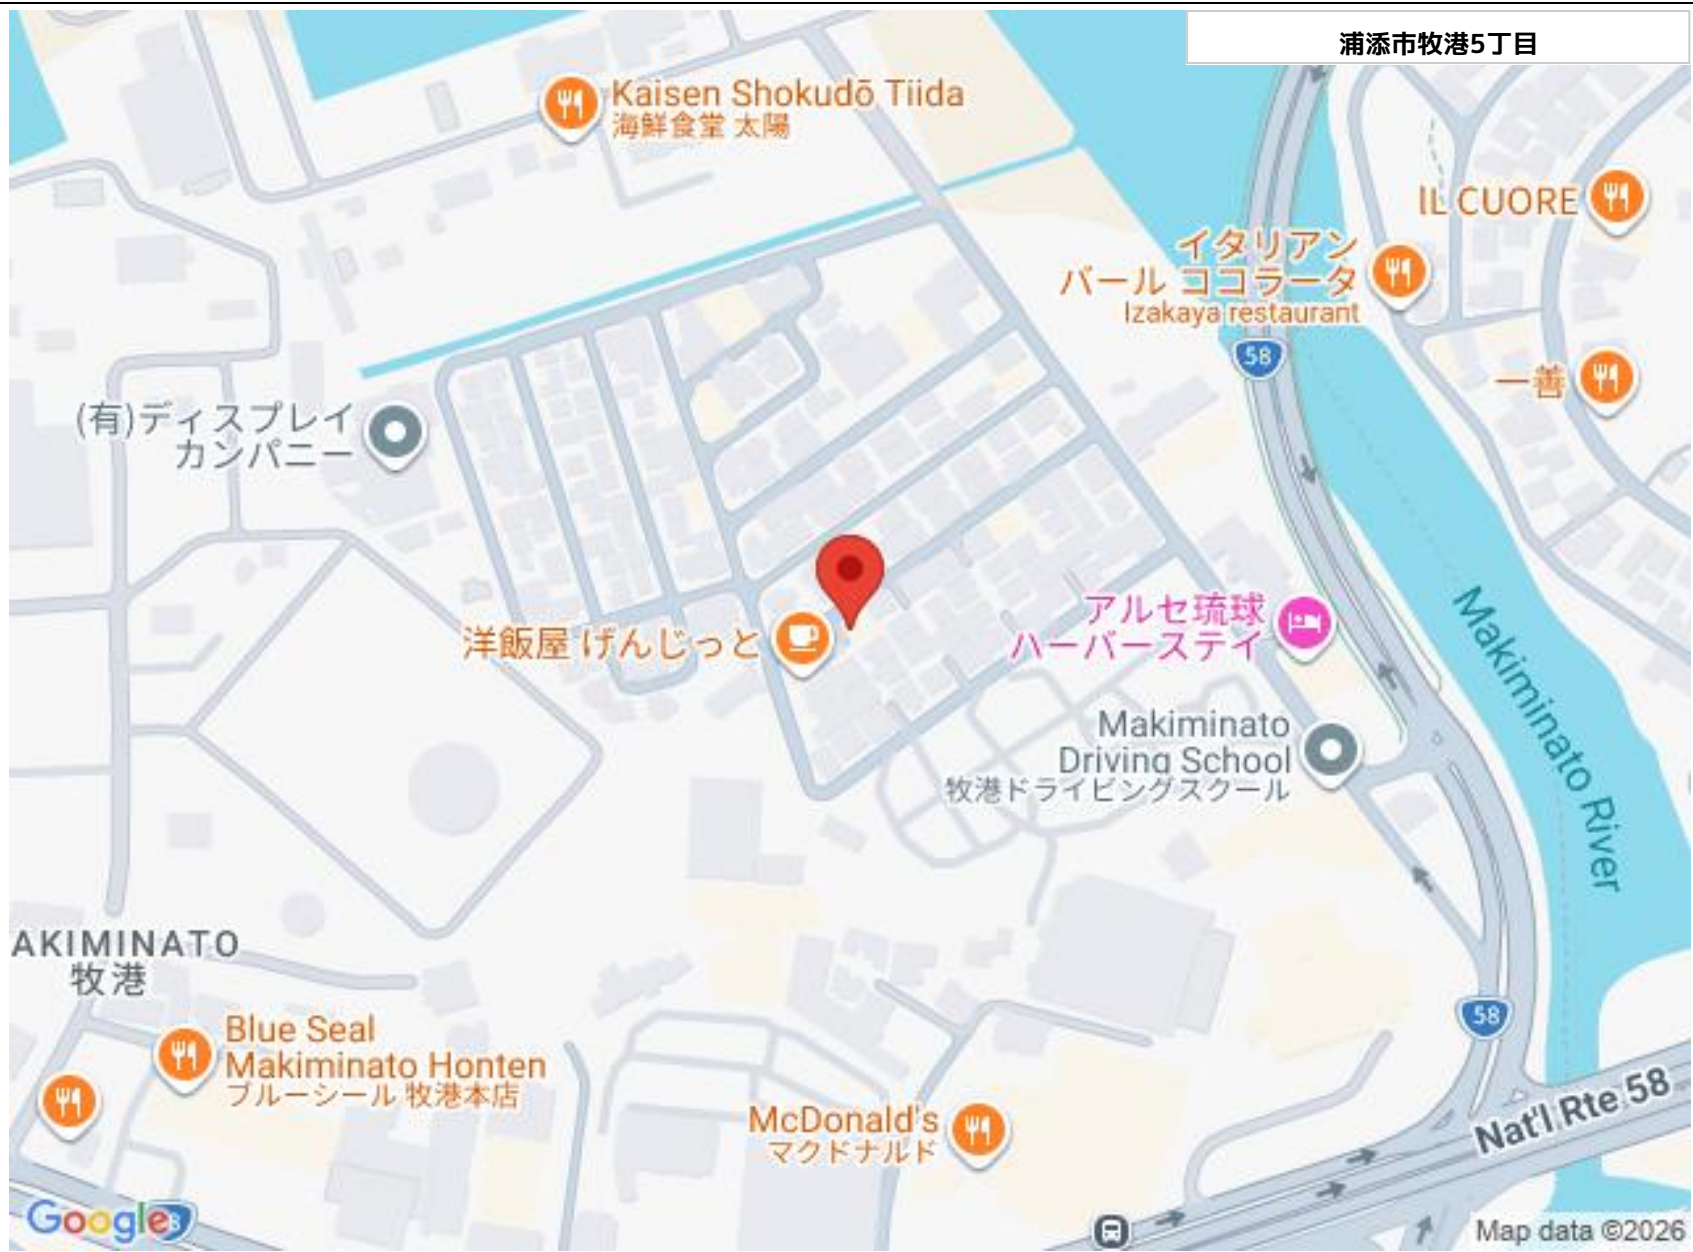 浦添市牧港5丁目
Kaisen Shokudō Tiida
海鮮食堂 太陽
IL CUORE
イタリアン
バール ココラータ
Izakaya restaurant
58
一善
(有)ディスプレイ
カンパニー
洋飯屋 げんじっと
アルセ琉球
ハーバーステイ
Makiminato River
Makiminato
Driving School
牧港ドライビングスクール
AKIMINATO
牧港
58
Blue Seal
Makiminato Honten
ブルーシール 牧港本店
McDonald's
マクドナルド
Nat'l Rte 58
Google
Map data ©2026